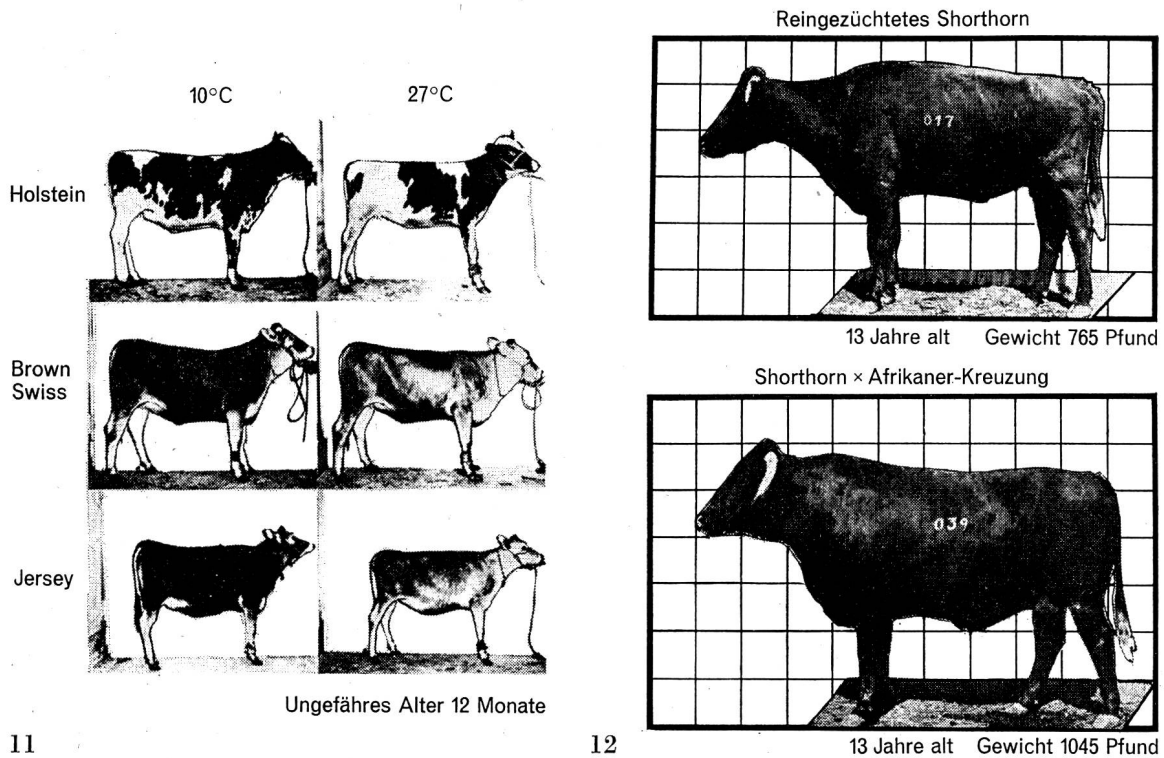 10°C 27°C
Holstein
Brown
Swiss
Jersey
Ungefähres Alter 12 Monate
11
Reingezüchtetes Shorthorn
017
13 Jahre alt Gewicht 765 Pfund
Shorthorn × Afrikaner-Kreuzung
039
13 Jahre alt Gewicht 1045 Pfund
12